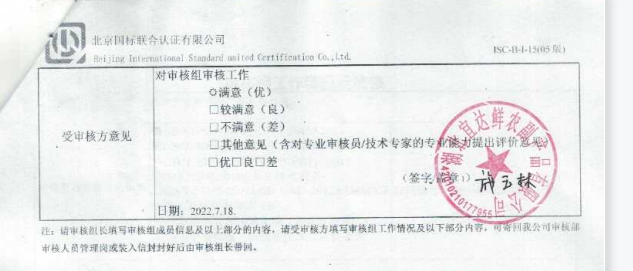 北京国标联合认证有限公司
Beijing International Standard united Certification Co.,Ltd.
ISC-B-I-15(05版)
受审核方意见
对审核组审核工作
满意（优）
□较满意（良）
□不满意（差）
□其他意见（含对专业审核员/技术专家的专业能力提出评价意见）
□优□良□差
（签字/盖章）
日期：2022.7.18.
注：请审核组长填写审核组成员信息及以上部分的内容，请受审核方填写审核组工作情况及以下部分内容，可寄回我公司审核部
审核人员管理岗或装入信封封好后由审核组长带回。